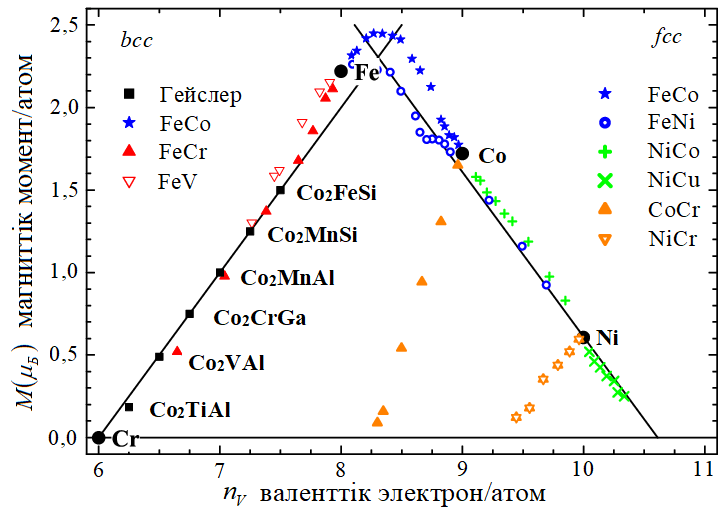 bcc
fcc
Гейслер
FeCo
FeCr
FeV
FeCo
FeNi
NiCo
NiCu
CoCr
NiCr
Fe
Co
Ni
Cr
Co2FeSi
Co2MnSi
Co2MnAl
Co2CrGa
Co2VAl
Co2TiAl
2,5
2,0
1,5
1,0
0,5
0,0
6
7
8
9
10
11
M(μБ) магниттік момент/атом
nV валенттік электрон/атом